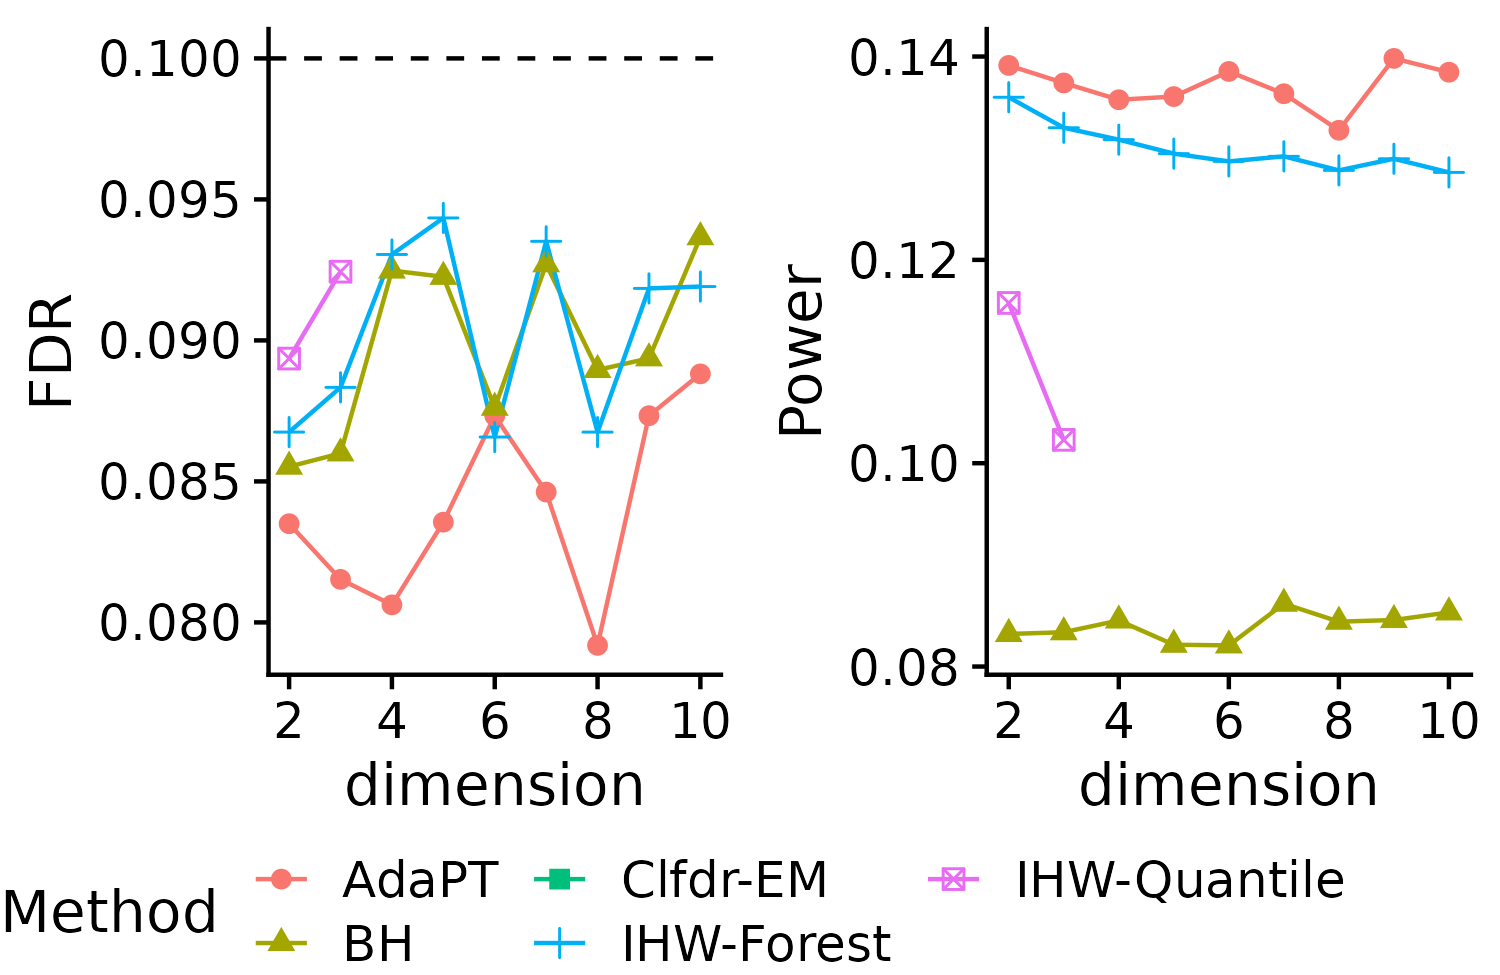 FDR
0.100
0.095
0.090
0.085
0.080
2 4 6 8 10
dimension
Power
0.14
0.12
0.10
0.08
2 4 6 8 10
dimension
Method
AdaPT
BH
Clfdr-EM
IHW-Forest
IHW-Quantile